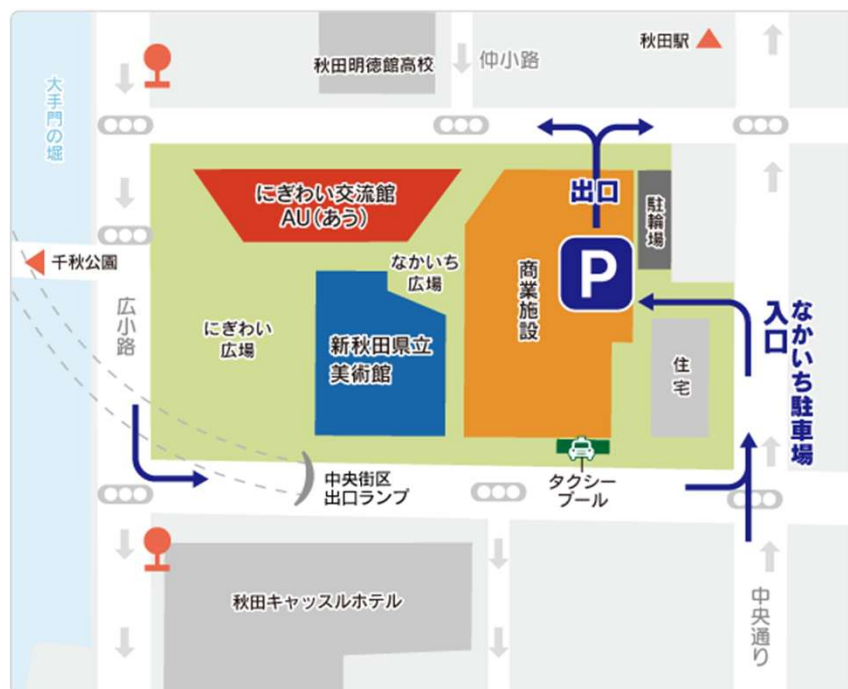 秋田駅
秋田明徳館高校
仲小路
大手門の堀
にぎわい交流館
AU(あう)
出口
駐輪場
P
千秋公園
なかいち
広場
商業施設
広小路
にぎわい
広場
新秋田県立
美術館
住宅
なかいち駐車場
入口
中央街区
出口ランプ
タクシー
プール
秋田キャッスルホテル
中央通り